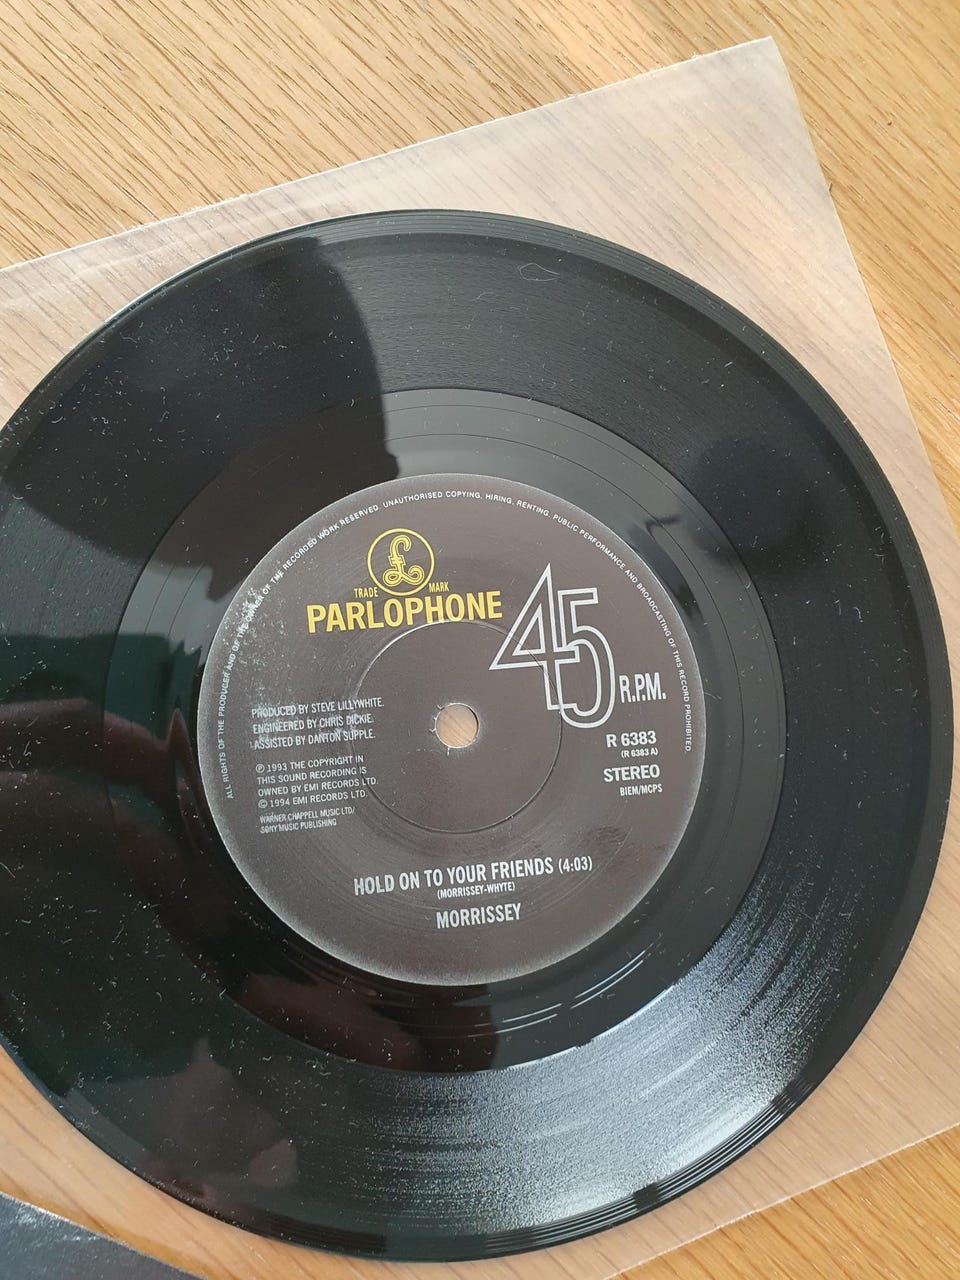 ALL RIGHTS OF THE PRODUCER AND OF THE OWNER OF THE RECORDED WORK RESERVED. UNAUTHORISED COPYING, HIRING, RENTING, PUBLIC PERFORMANCE AND BROADCASTING OF THIS RECORD PROHIBITED.
£
TRADE MARK
PARLOPHONE
45 R.P.M.
PRODUCED BY STEVE LILLYWHITE.
ENGINEERED BY CHRIS DICKIE.
ASSISTED BY DANTON SUPPLE.
℗ 1993 THE COPYRIGHT IN
THIS SOUND RECORDING IS
OWNED BY EMI RECORDS LTD.
© 1994 EMI RECORDS LTD.
WARNER CHAPPELL MUSIC LTD/
SONY MUSIC PUBLISHING
R 6383
(R 6383 A)
STEREO
BIEM/MCPS
HOLD ON TO YOUR FRIENDS (4:03)
(MORRISSEY-WHYTE)
MORRISSEY